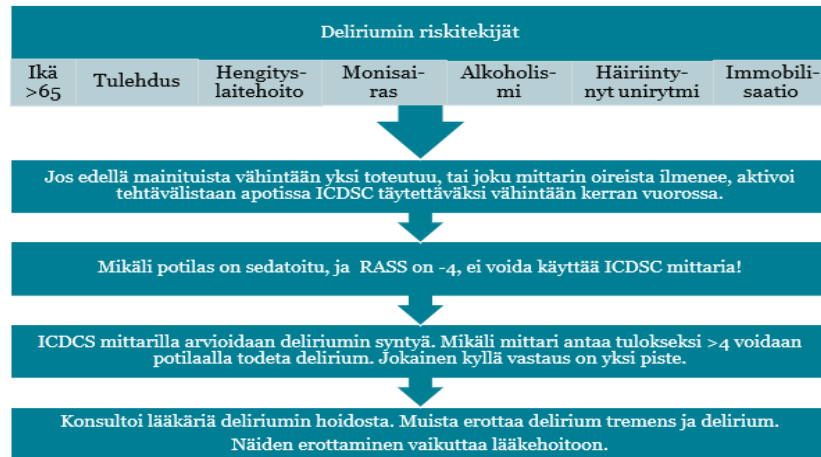 Deliriumin riskitekijät
Ikä >65
Tulehdus
Hengitys-laitehoito
Monisai-ras
Alkoholis-mi
Häiriinty-nyt unirytmi
Immobili-saatio
Jos edellä mainituista vähintään yksi toteutuu, tai joku mittarin oireista ilmenee, aktivoi
tehtävälistaan apotissa ICDSC täytettäväksi vähintään kerran vuorossa.
Mikäli potilas on sedatoitu, ja RASS on -4, ei voida käyttää ICDSC mittaria!
ICDCS mittarilla arvioidaan deliriumin syntyä. Mikäli mittari antaa tulokseksi >4 voidaan
potilaalla todeta delirium. Jokainen kyllä vastaus on yksi piste.
Konsultoi lääkäriä deliriumin hoidosta. Muista erottaa delirium tremens ja delirium.
Näiden erottaminen vaikuttaa lääkehoitoon.